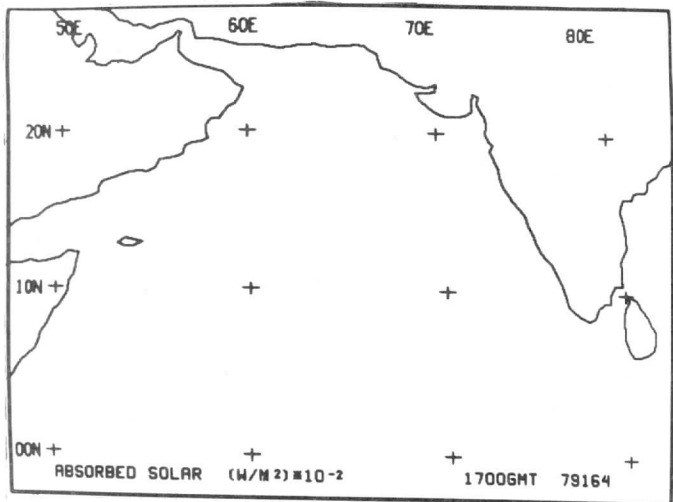 50E 60E 70E 80E
20N
10N
00N
ABSORBED SOLAR (W/M2)*10-2 1700GMT 79164